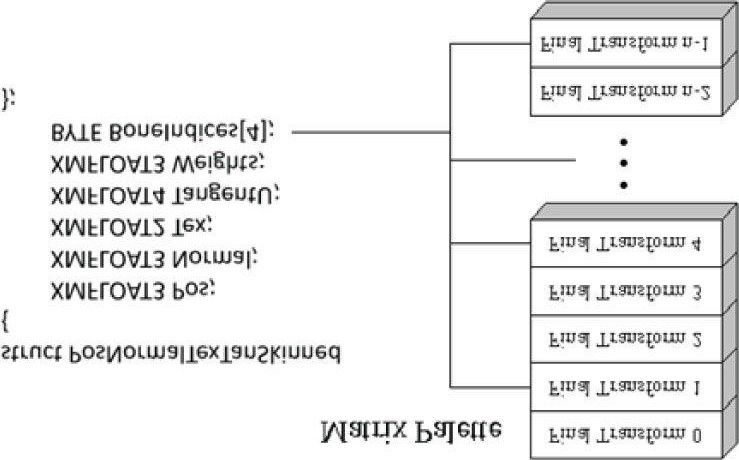 Matrix Palette
struct PosNormalTexTanSkinned
{
XMFLOAT3 Pos;
XMFLOAT3 Normal;
XMFLOAT2 Tex;
XMFLOAT4 TangentU;
XMFLOAT3 Weights;
BYTE BoneIndices[4];
};
Final Transform 0
Final Transform 1
Final Transform 2
Final Transform 3
Final Transform 4
Final Transform n-2
Final Transform n-1